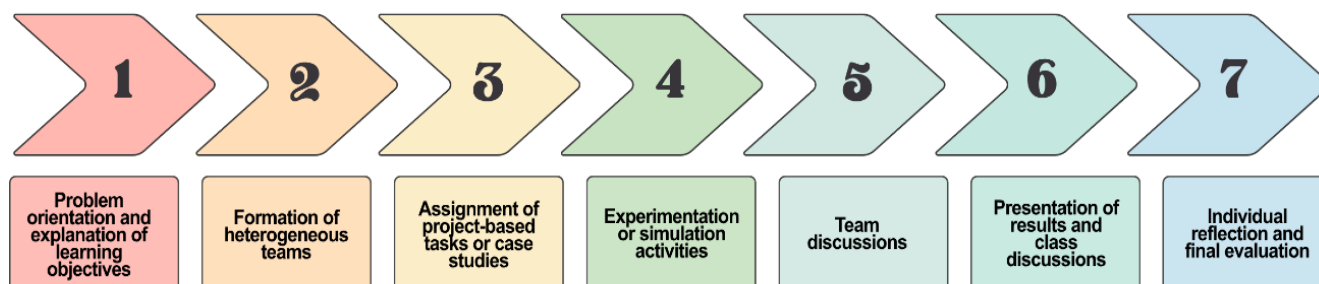 1
2
3
4
5
6
7
Problem
orientation and
explanation of
learning
objectives
Formation of
heterogeneous
teams
Assignment of
project-based
tasks or case
studies
Experimentation
or simulation
activities
Team
discussions
Presentation of
results and
class
discussions
Individual
reflection and
final evaluation